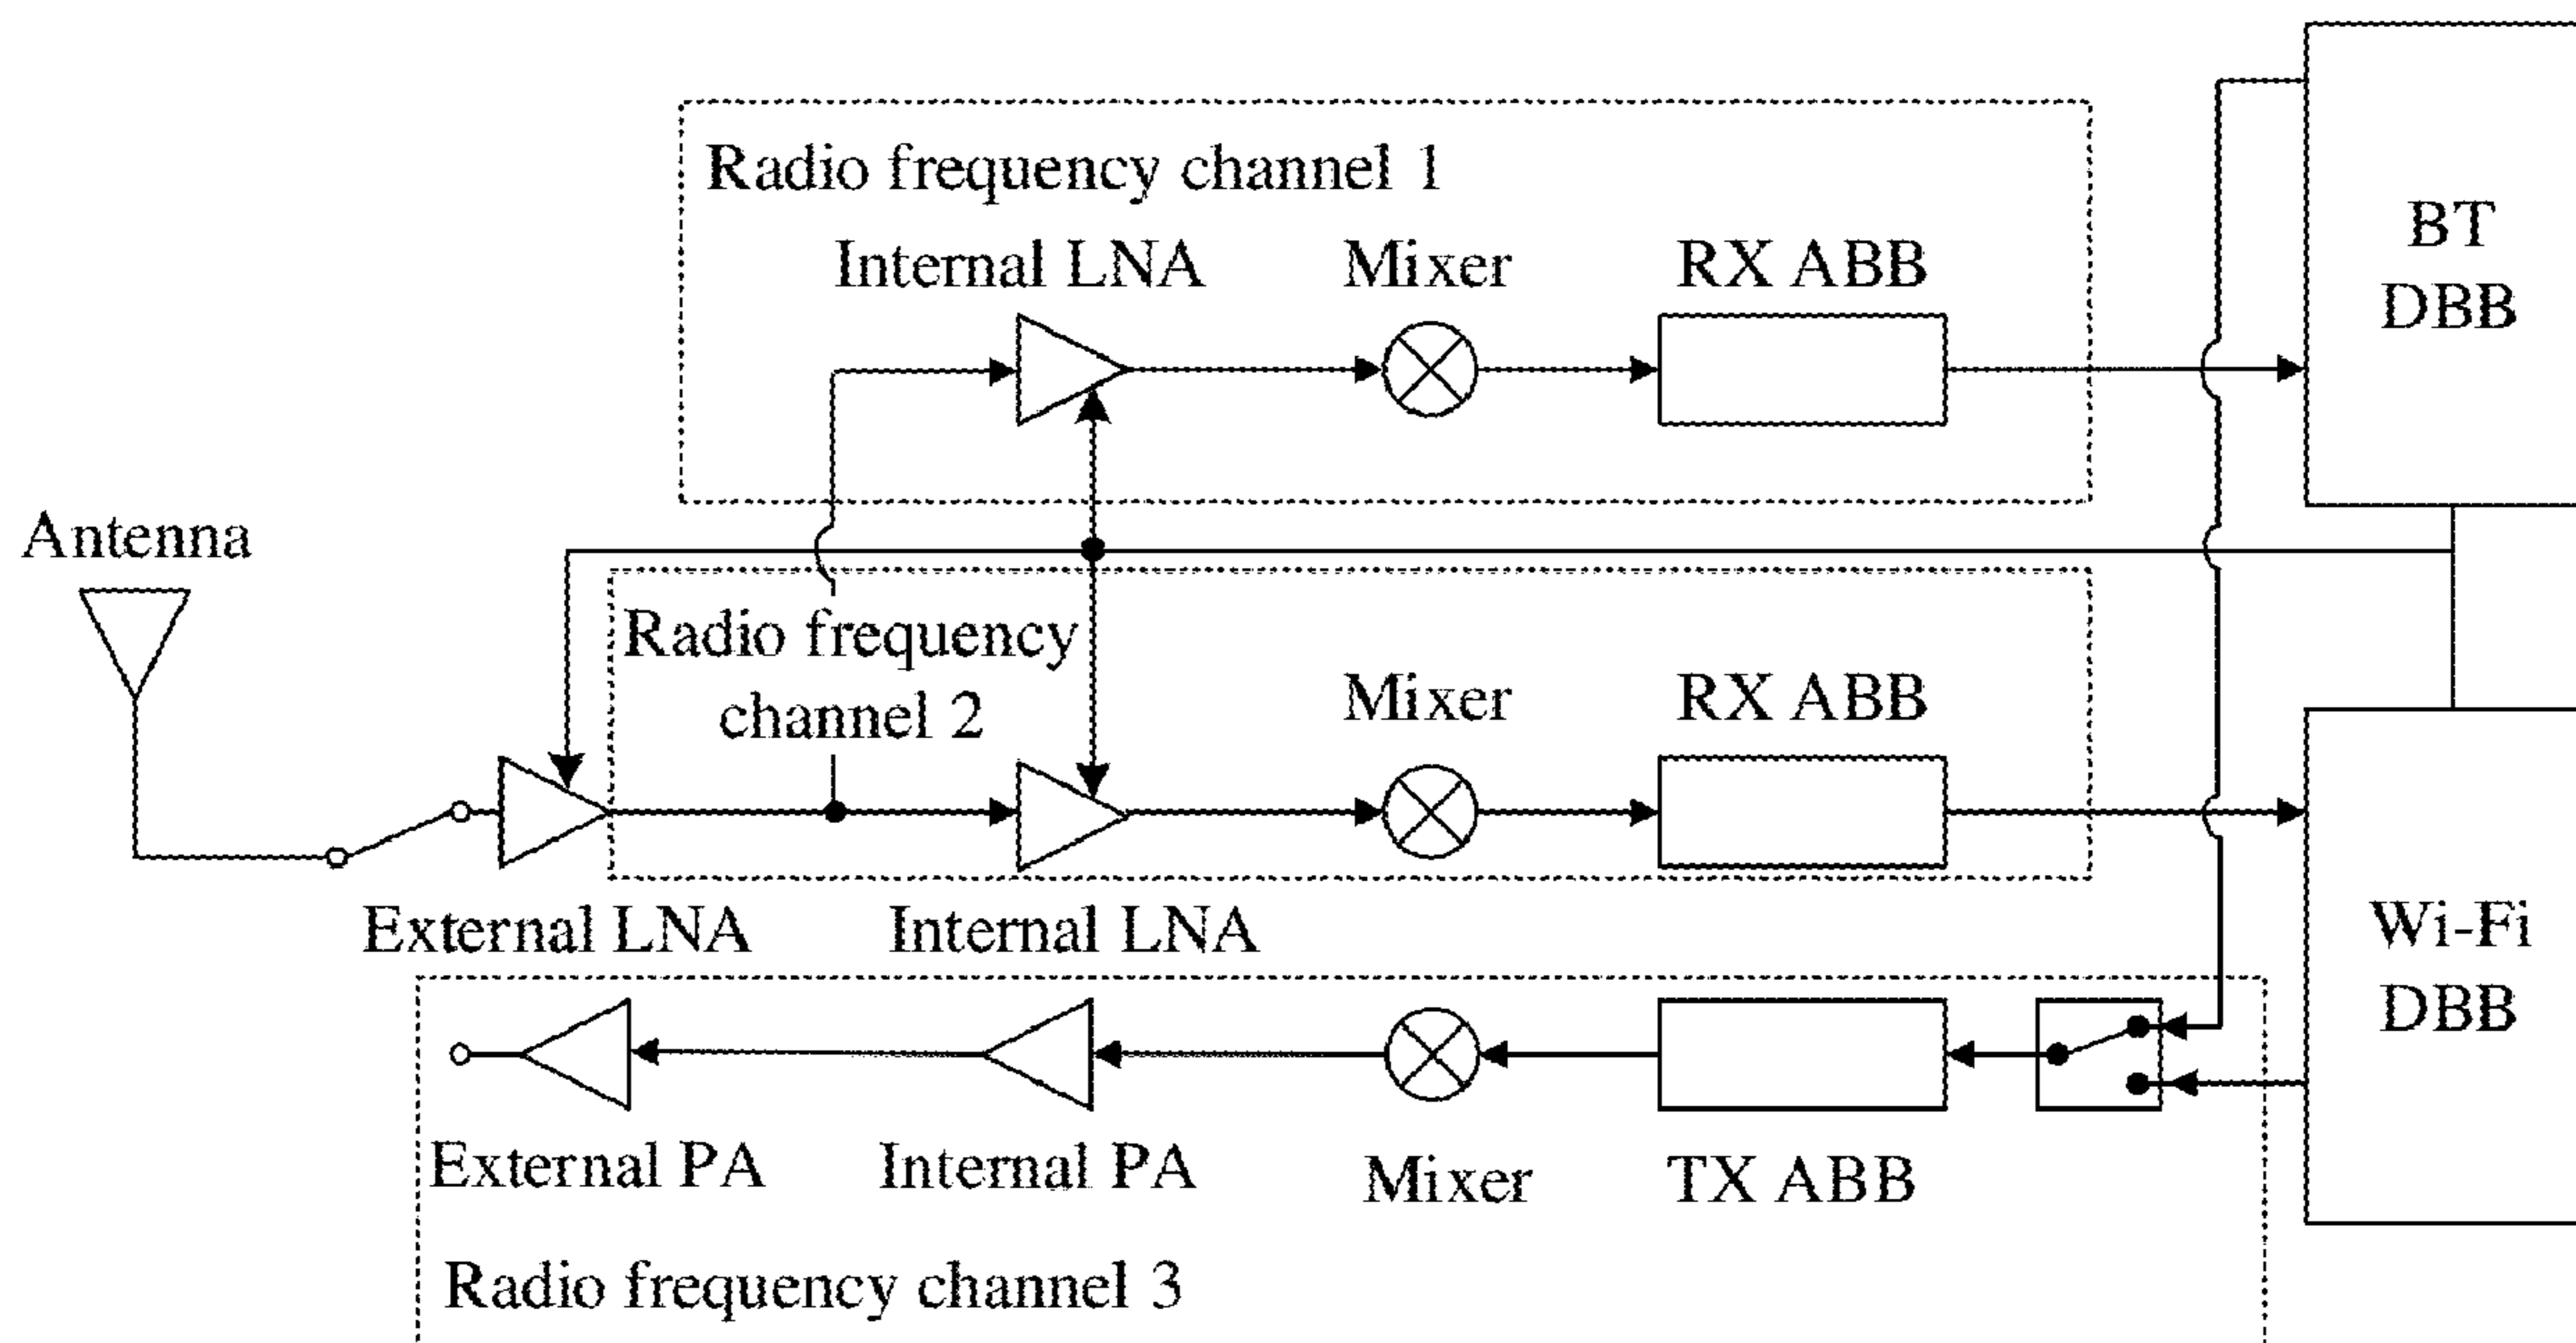 Radio frequency channel 1
Internal LNA
Mixer
RX ABB
BT
DBB
Antenna
Radio frequency
channel 2
Mixer
RX ABB
External LNA
Internal LNA
Wi-Fi
DBB
External PA
Internal PA
Mixer
TX ABB
Radio frequency channel 3